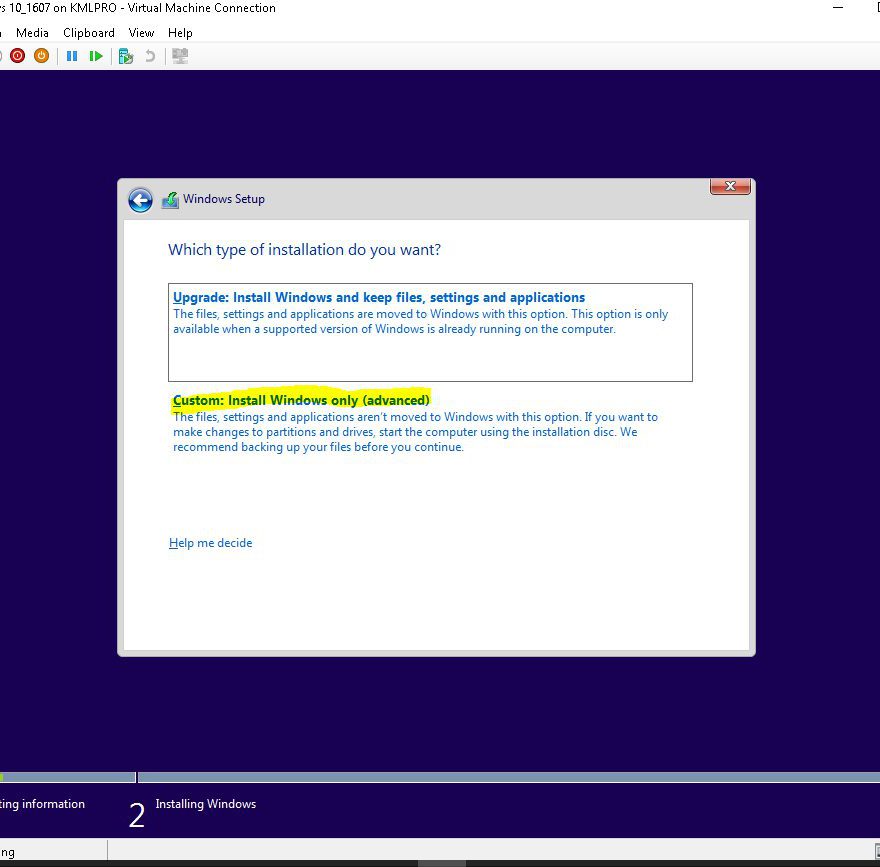 s 10_1607 on KMLPRO - Virtual Machine Connection
Media Clipboard View Help
Windows Setup
Which type of installation do you want?
Upgrade: Install Windows and keep files, settings and applications
The files, settings and applications are moved to Windows with this option. This option is only
available when a supported version of Windows is already running on the computer.
Custom: Install Windows only (advanced)
The files, settings and applications aren't moved to Windows with this option. If you want to
make changes to partitions and drives, start the computer using the installation disc. We
recommend backing up your files before you continue.
Help me decide
ting information
2 Installing Windows
ng